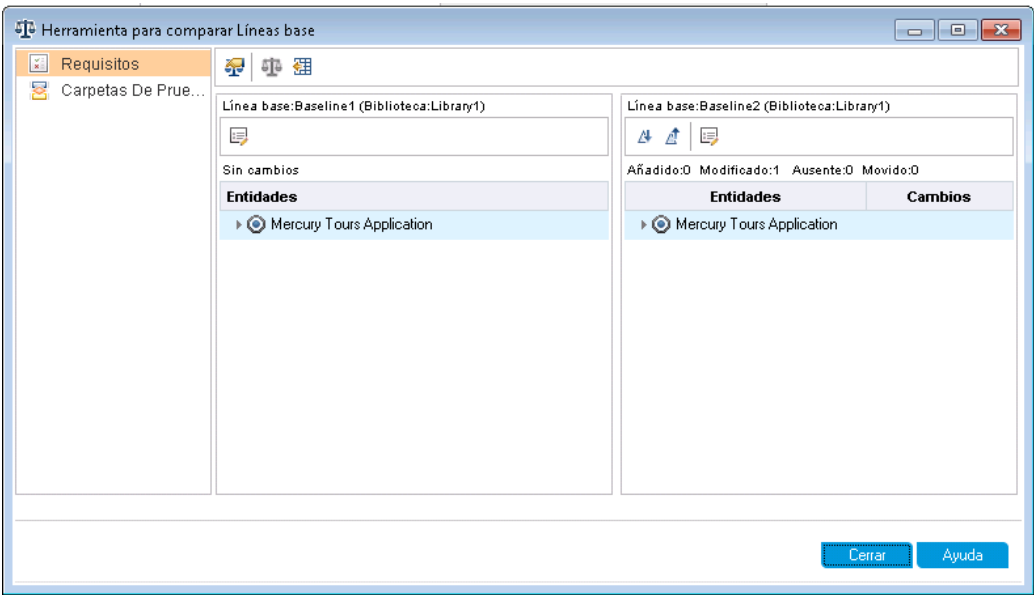 Herramienta para comparar Líneas base
Requisitos
Carpetas De Prue...
Línea base:Baseline1 (Biblioteca:Library1)
Sin cambios
Entidades
Mercury Tours Application
Línea base:Baseline2 (Biblioteca:Library1)
Añadido:0 Modificado:1 Ausente:0 Movido:0
Entidades Cambios
Mercury Tours Application
Cerrar Ayuda